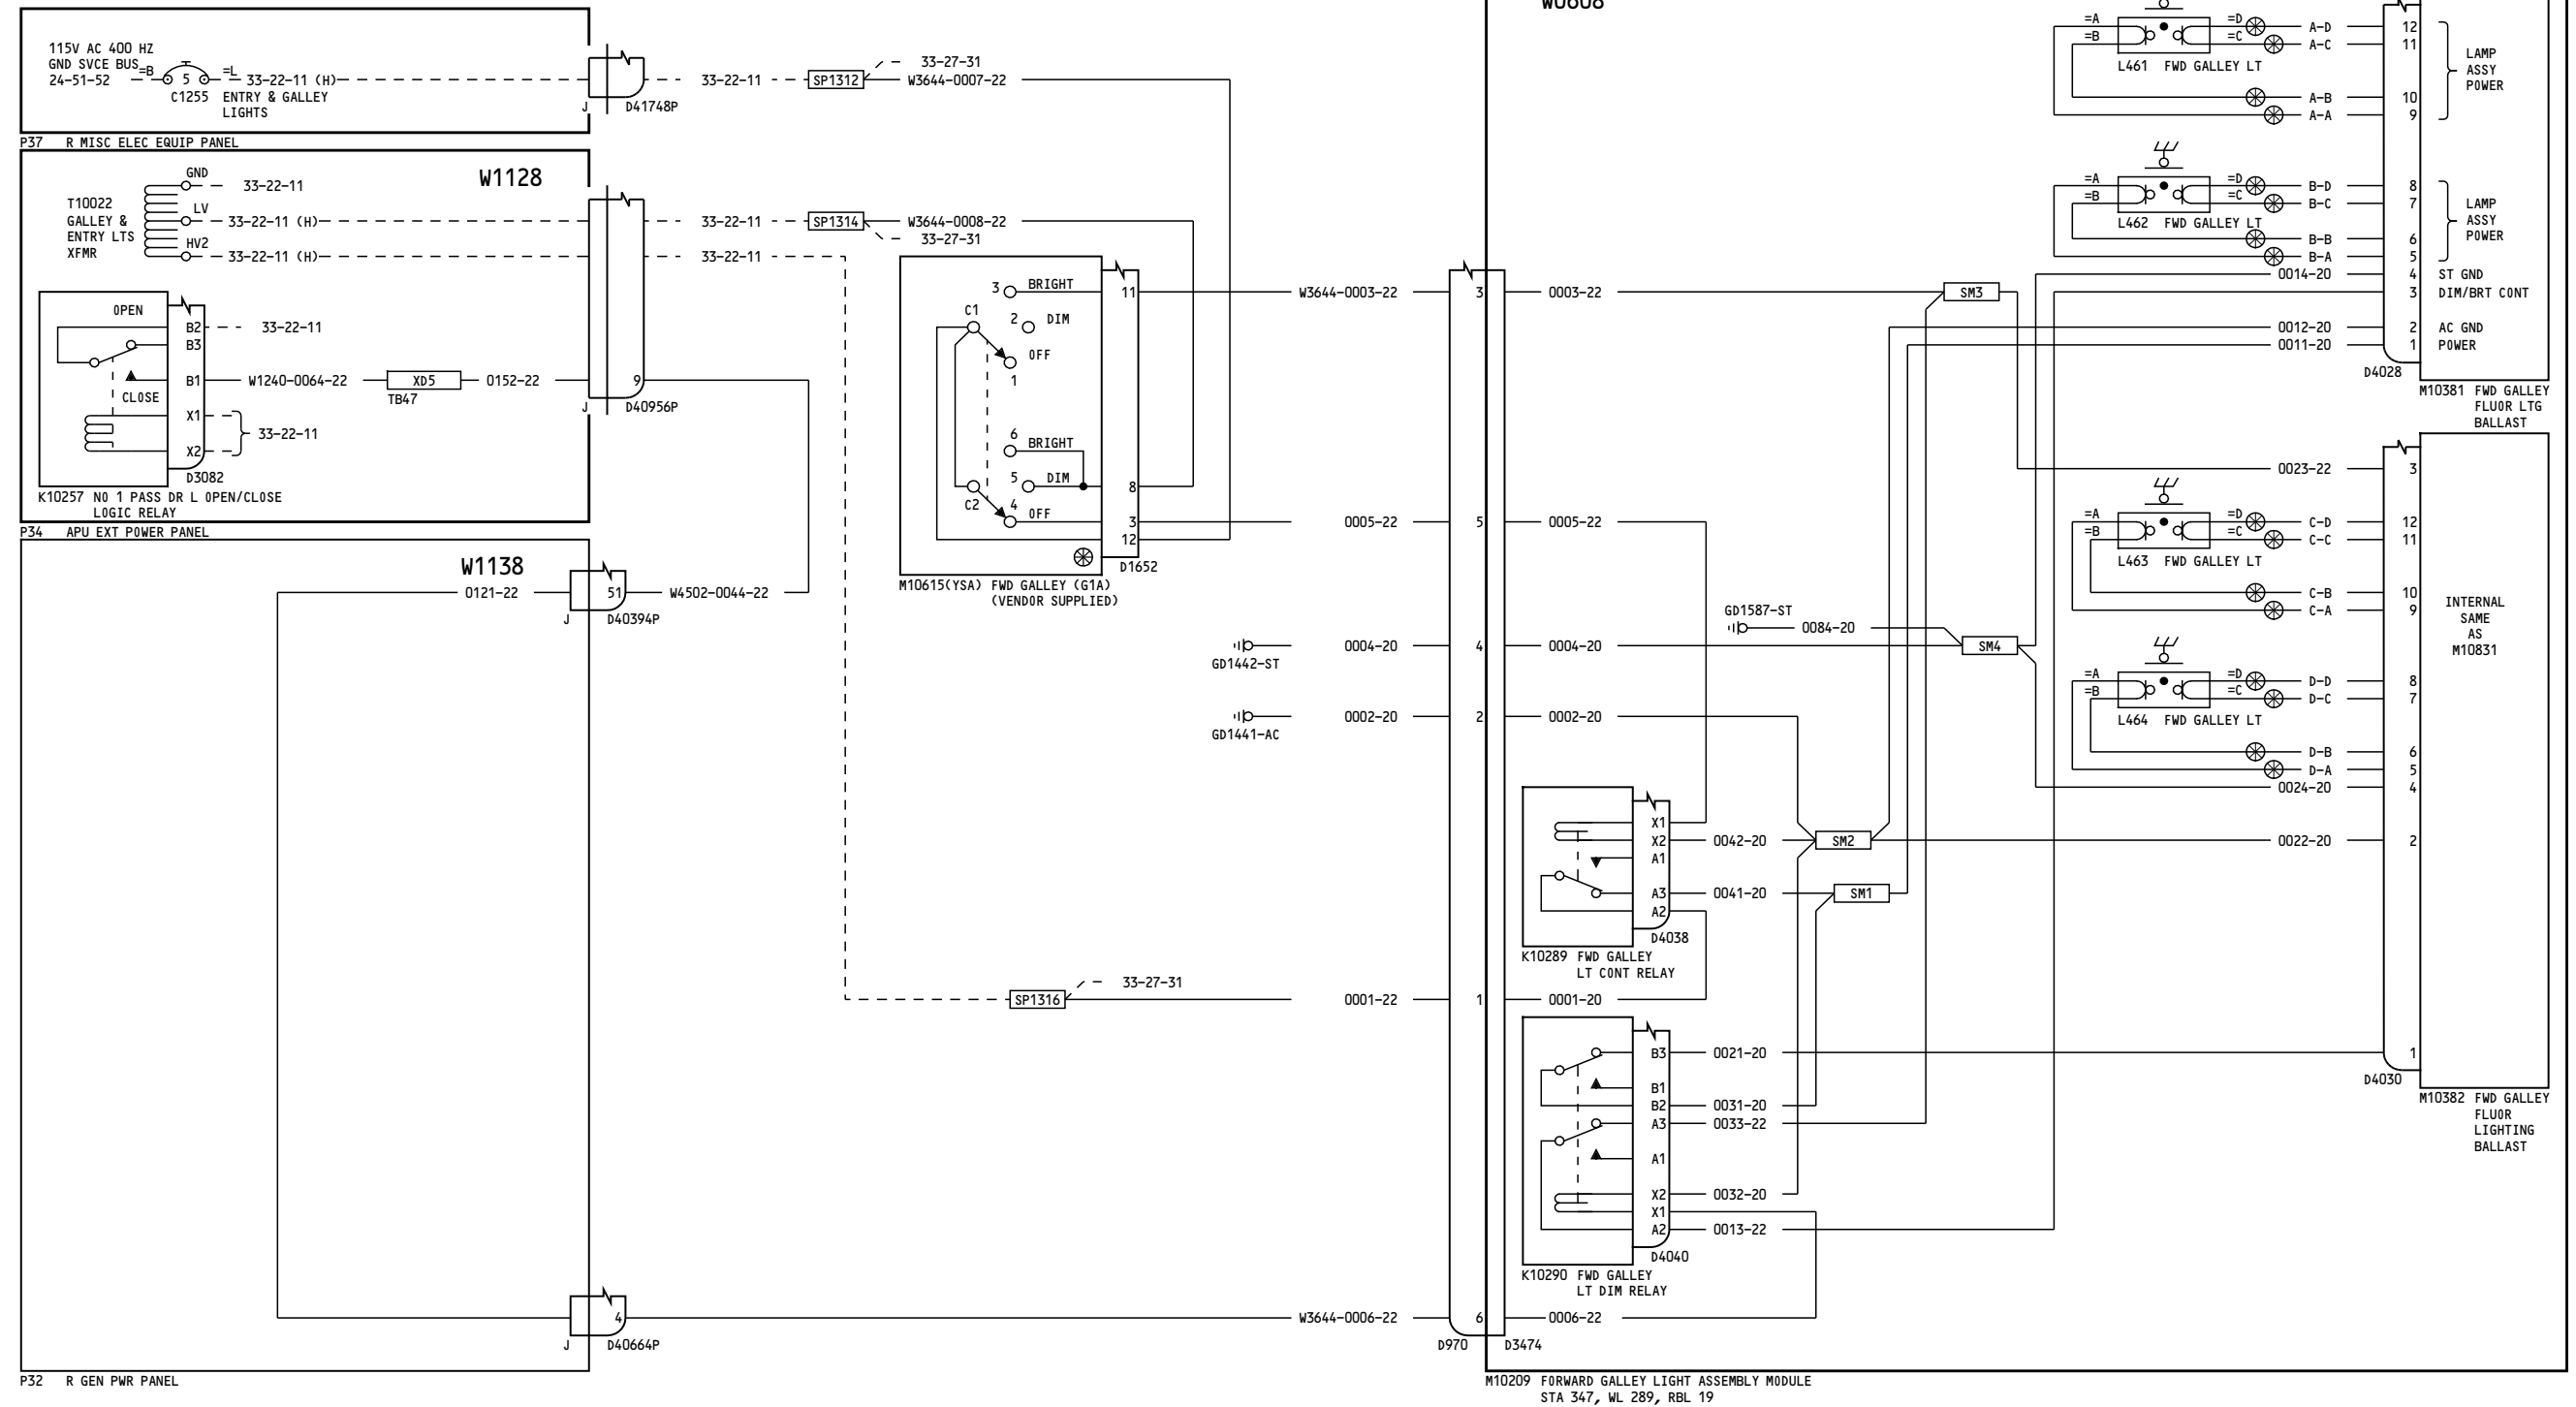 115V AC 400 HZ
GND SVCE BUS
24-51-52
=B
5
=L
C1255
33-22-11 (H)
ENTRY & GALLEY
LIGHTS
J
D41748P
33-22-11
SP1312
33-27-31
W3644-0007-22
P37 R MISC ELEC EQUIP PANEL
W1128
GND
33-22-11
T10022
GALLEY &
ENTRY LTS
XFMR
LV
33-22-11 (H)
HV2
33-22-11 (H)
33-22-11
SP1314
W3644-0008-22
33-27-31
33-22-11
OPEN
B2
33-22-11
B3
B1
W1240-0064-22
XD5
TB47
0152-22
9
J
D40956P
CLOSE
X1
33-22-11
X2
D3082
K10257 NO 1 PASS DR L OPEN/CLOSE
LOGIC RELAY
P34 APU EXT POWER PANEL
W1138
0121-22
51
W4502-0044-22
J
D40394P
4
J
D40664P
P32 R GEN PWR PANEL
3
BRIGHT
11
C1
2
DIM
OFF
1
6
BRIGHT
5
DIM
8
C2
4
OFF
3
12
D1652
M10615(YSA) FWD GALLEY (G1A)
(VENDOR SUPPLIED)
W3644-0003-22
3
0003-22
0005-22
5
0005-22
GD1442-ST
0004-20
4
0004-20
GD1441-AC
0002-20
2
0002-20
SP1316
33-27-31
0001-22
1
0001-20
W3644-0006-22
6
0006-22
D970
D3474
W0608
SM3
GD1587-ST
0084-20
SM4
X1
X2
0042-20
SM2
A1
A3
0041-20
SM1
A2
D4038
K10289 FWD GALLEY
LT CONT RELAY
B3
0021-20
B1
B2
0031-20
A3
0033-22
A1
X2
0032-20
X1
A2
0013-22
D4040
K10290 FWD GALLEY
LT DIM RELAY
=A
=B
=D
=C
A-D
12
A-C
11
L461 FWD GALLEY LT
LAMP
ASSY
POWER
A-B
10
A-A
9
=A
=B
=D
=C
B-D
8
B-C
7
L462 FWD GALLEY LT
LAMP
ASSY
POWER
B-B
6
B-A
5
0014-20
4
ST GND
3
DIM/BRT CONT
0012-20
2
AC GND
0011-20
1
POWER
D4028
M10381 FWD GALLEY
FLUOR LTG
BALLAST
0023-22
3
=A
=B
=D
=C
C-D
12
C-C
11
L463 FWD GALLEY LT
C-B
10
C-A
9
INTERNAL
SAME
AS
M10831
=A
=B
=D
=C
D-D
8
D-C
7
L464 FWD GALLEY LT
D-B
6
D-A
5
0024-20
4
0022-20
2
1
D4030
M10382 FWD GALLEY
FLUOR
LIGHTING
BALLAST
M10209 FORWARD GALLEY LIGHT ASSEMBLY MODULE
STA 347, WL 289, RBL 19